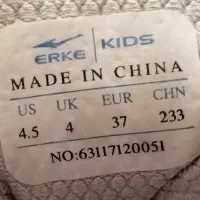 ERKE | KIDS
MADE IN CHINA
US UK EUR CHN
4.5 4 37 233
NO:63117120051